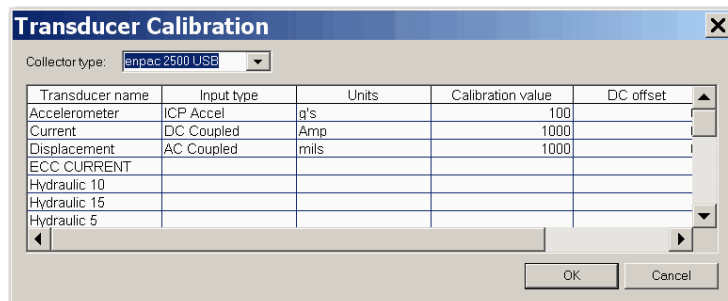 Transducer Calibration
Collector type: enpac 2500 USB
Transducer name Input type Units Calibration value DC offset
Accelerometer ICP Accel g's 100
Current DC Coupled Amp 1000
Displacement AC Coupled mils 1000
ECC CURRENT
Hydraulic 10
Hydraulic 15
Hydraulic 5
OK Cancel